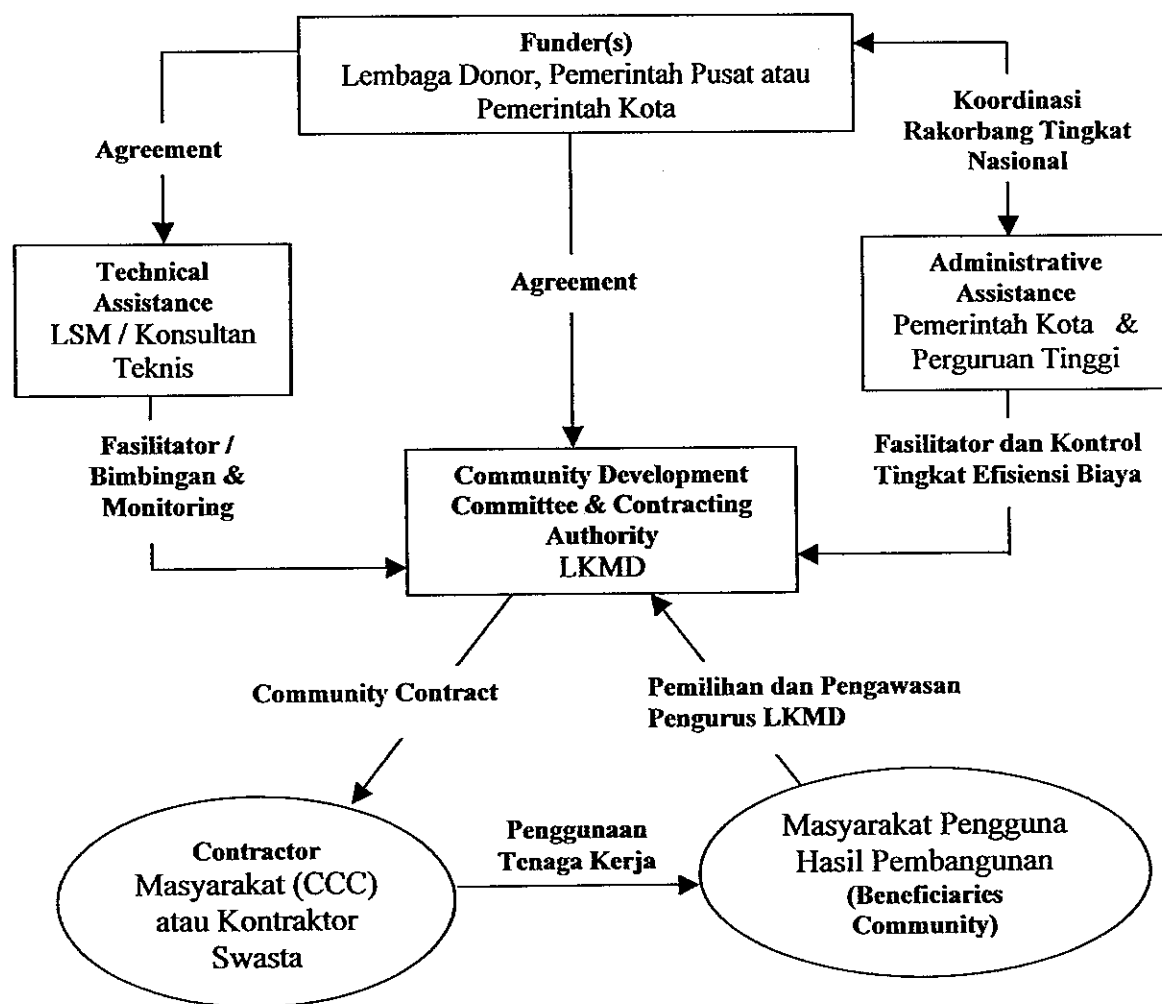 Funder(s)
Lembaga Donor, Pemerintah Pusat atau
Pemerintah Kota
Agreement
Koordinasi
Rakorbang Tingkat
Nasional
Technical
Assistance
LSM / Konsultan
Teknis
Agreement
Administrative
Assistance
Pemerintah Kota &
Perguruan Tinggi
Fasilitator /
Bimbingan &
Monitoring
Community Development
Committee & Contracting
Authority
LKMD
Fasilitator dan Kontrol
Tingkat Efisiensi Biaya
Community Contract
Pemilihan dan Pengawasan
Pengurus LKMD
Contractor
Masyarakat (CCC)
atau Kontraktor
Swasta
Penggunaan
Tenaga Kerja
Masyarakat Pengguna
Hasil Pembangunan
(Beneficiaries
Community)